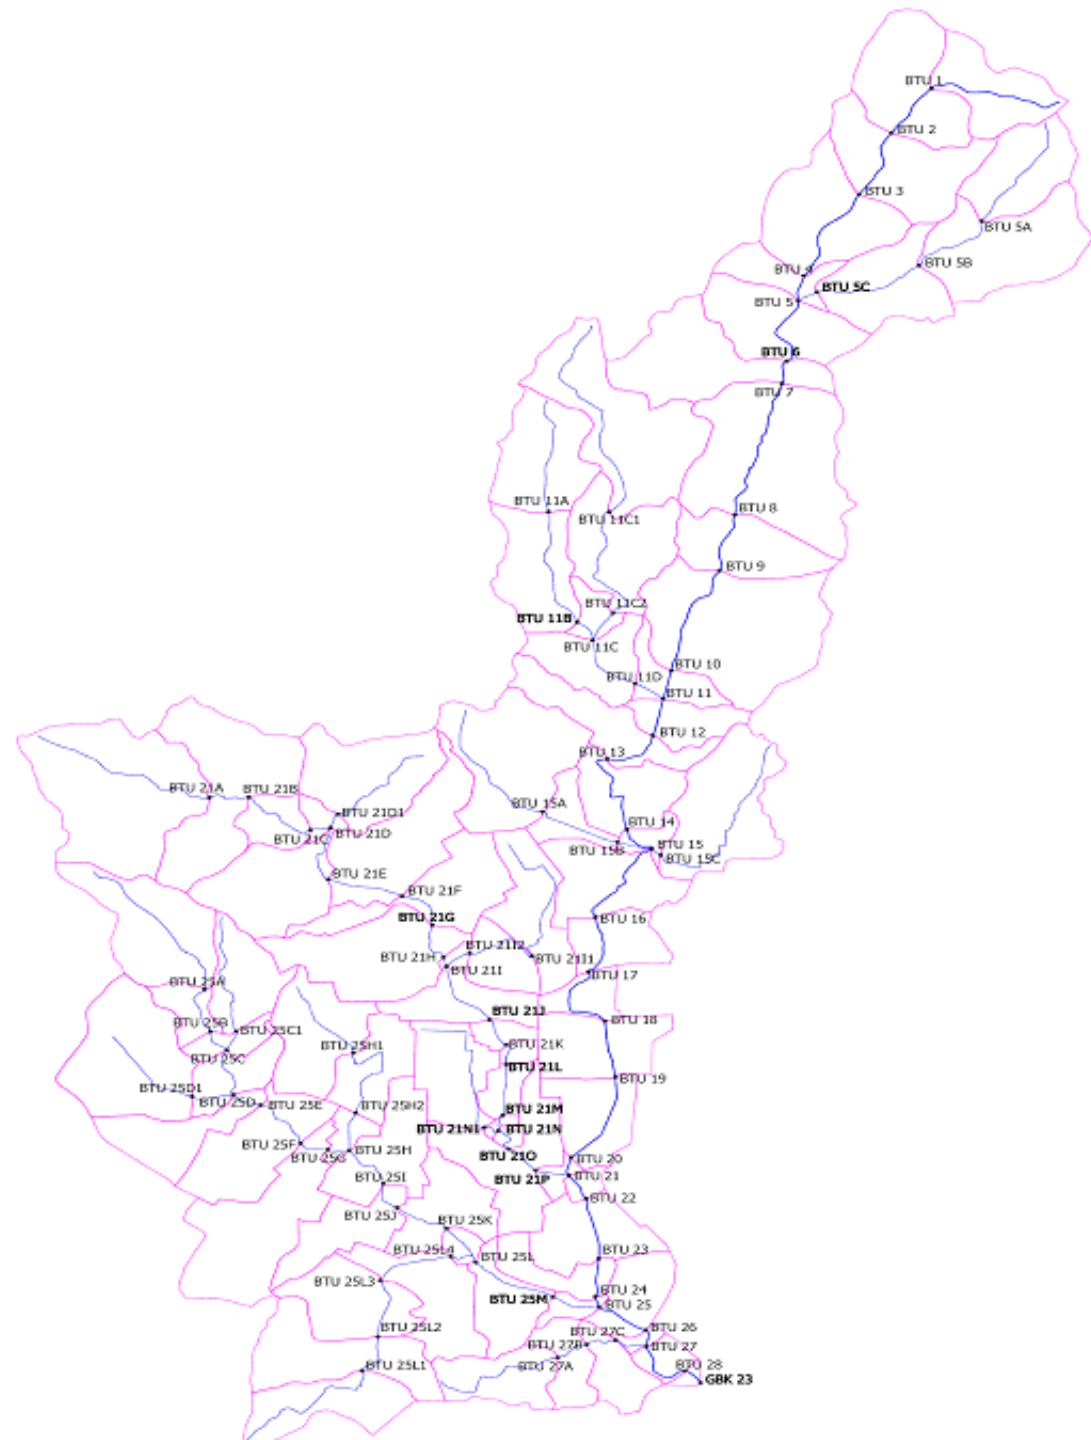 BTU 1
BTU 2
BTU 3
BTU 5A
BTU 5B
BTU 4
BTU 5C
BTU 5
BTU 6
BTU 7
BTU 11A
BTU 11C1
BTU 8
BTU 9
BTU 11C2
BTU 11B
BTU 11C
BTU 10
BTU 11D
BTU 11
BTU 12
BTU 13
BTU 21A
BTU 21B
BTU 15A
BTU 21D1
BTU 21D
BTU 21C
BTU 14
BTU 15B
BTU 15
BTU 15C
BTU 21E
BTU 21F
BTU 21G
BTU 16
BTU 21H
BTU 21I2
BTU 21I1
BTU 21I
BTU 17
BTU 25A
BTU 21J
BTU 18
BTU 25B
BTU 25C1
BTU 25H1
BTU 21K
BTU 25C
BTU 21L
BTU 19
BTU 25D1
BTU 25D
BTU 25E
BTU 25H2
BTU 21M
BTU 21N1
BTU 21N
BTU 25F
BTU 25G
BTU 25H
BTU 21O
BTU 20
BTU 25I
BTU 21P
BTU 21
BTU 22
BTU 25J
BTU 25K
BTU 25L4
BTU 25L
BTU 23
BTU 25L3
BTU 25M
BTU 24
BTU 25
BTU 25L2
BTU 27C
BTU 26
BTU 27B
BTU 27
BTU 25L1
BTU 27A
BTU 28
GBK 23